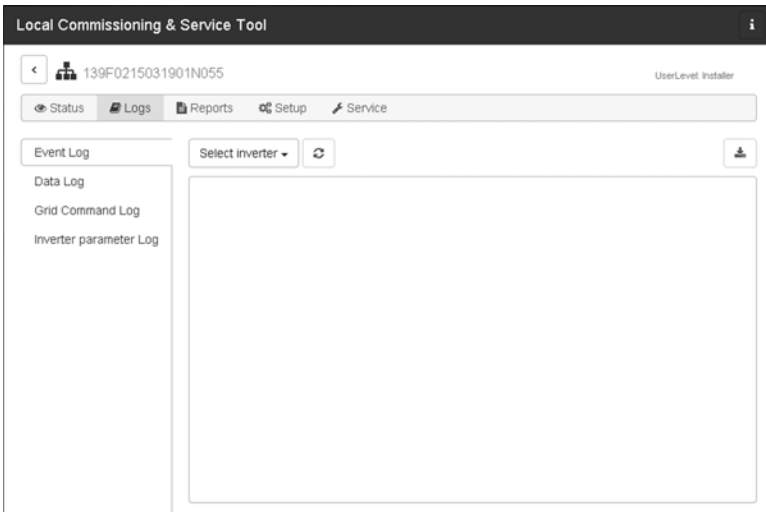 Local Commissioning & Service Tool
139F0215031901N055
UserLevel: Installer
Status Logs Reports Setup Service
Event Log
Data Log
Grid Command Log
Inverter parameter Log
Select inverter